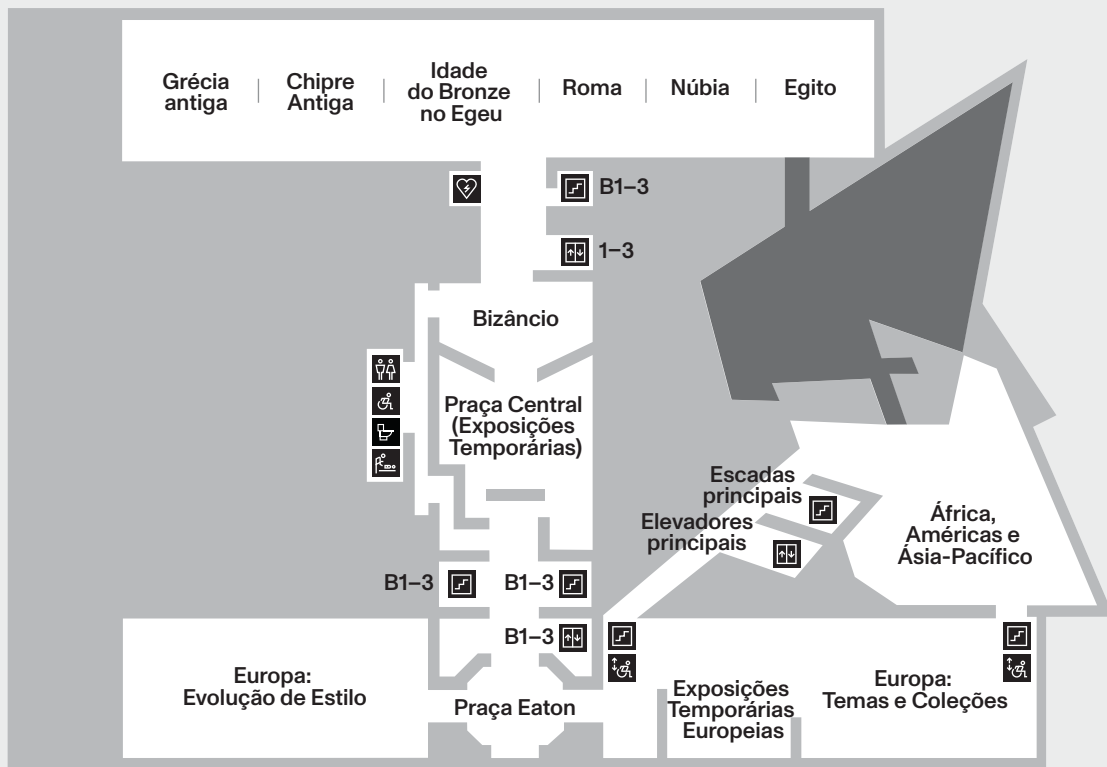 Grécia
antiga
Chipre
Antiga
Idade
do Bronze
no Egeu
Roma
Núbia
Egito
B1–3
1–3
Bizâncio
Praça Central
(Exposições
Temporárias)
Escadas
principais
Elevadores
principais
África,
Américas e
Ásia-Pacífico
B1–3
B1–3
B1–3
Europa:
Evolução de Estilo
Praça Eaton
Exposições
Temporárias
Europeias
Europa:
Temas e Coleções